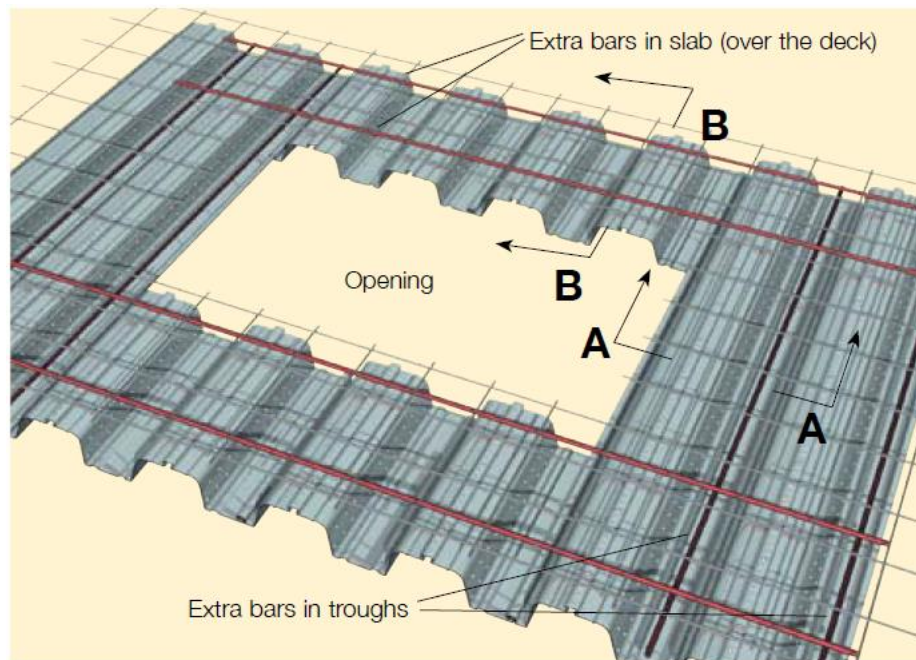 Extra bars in slab (over the deck)
B
B
Opening
A
A
Extra bars in troughs